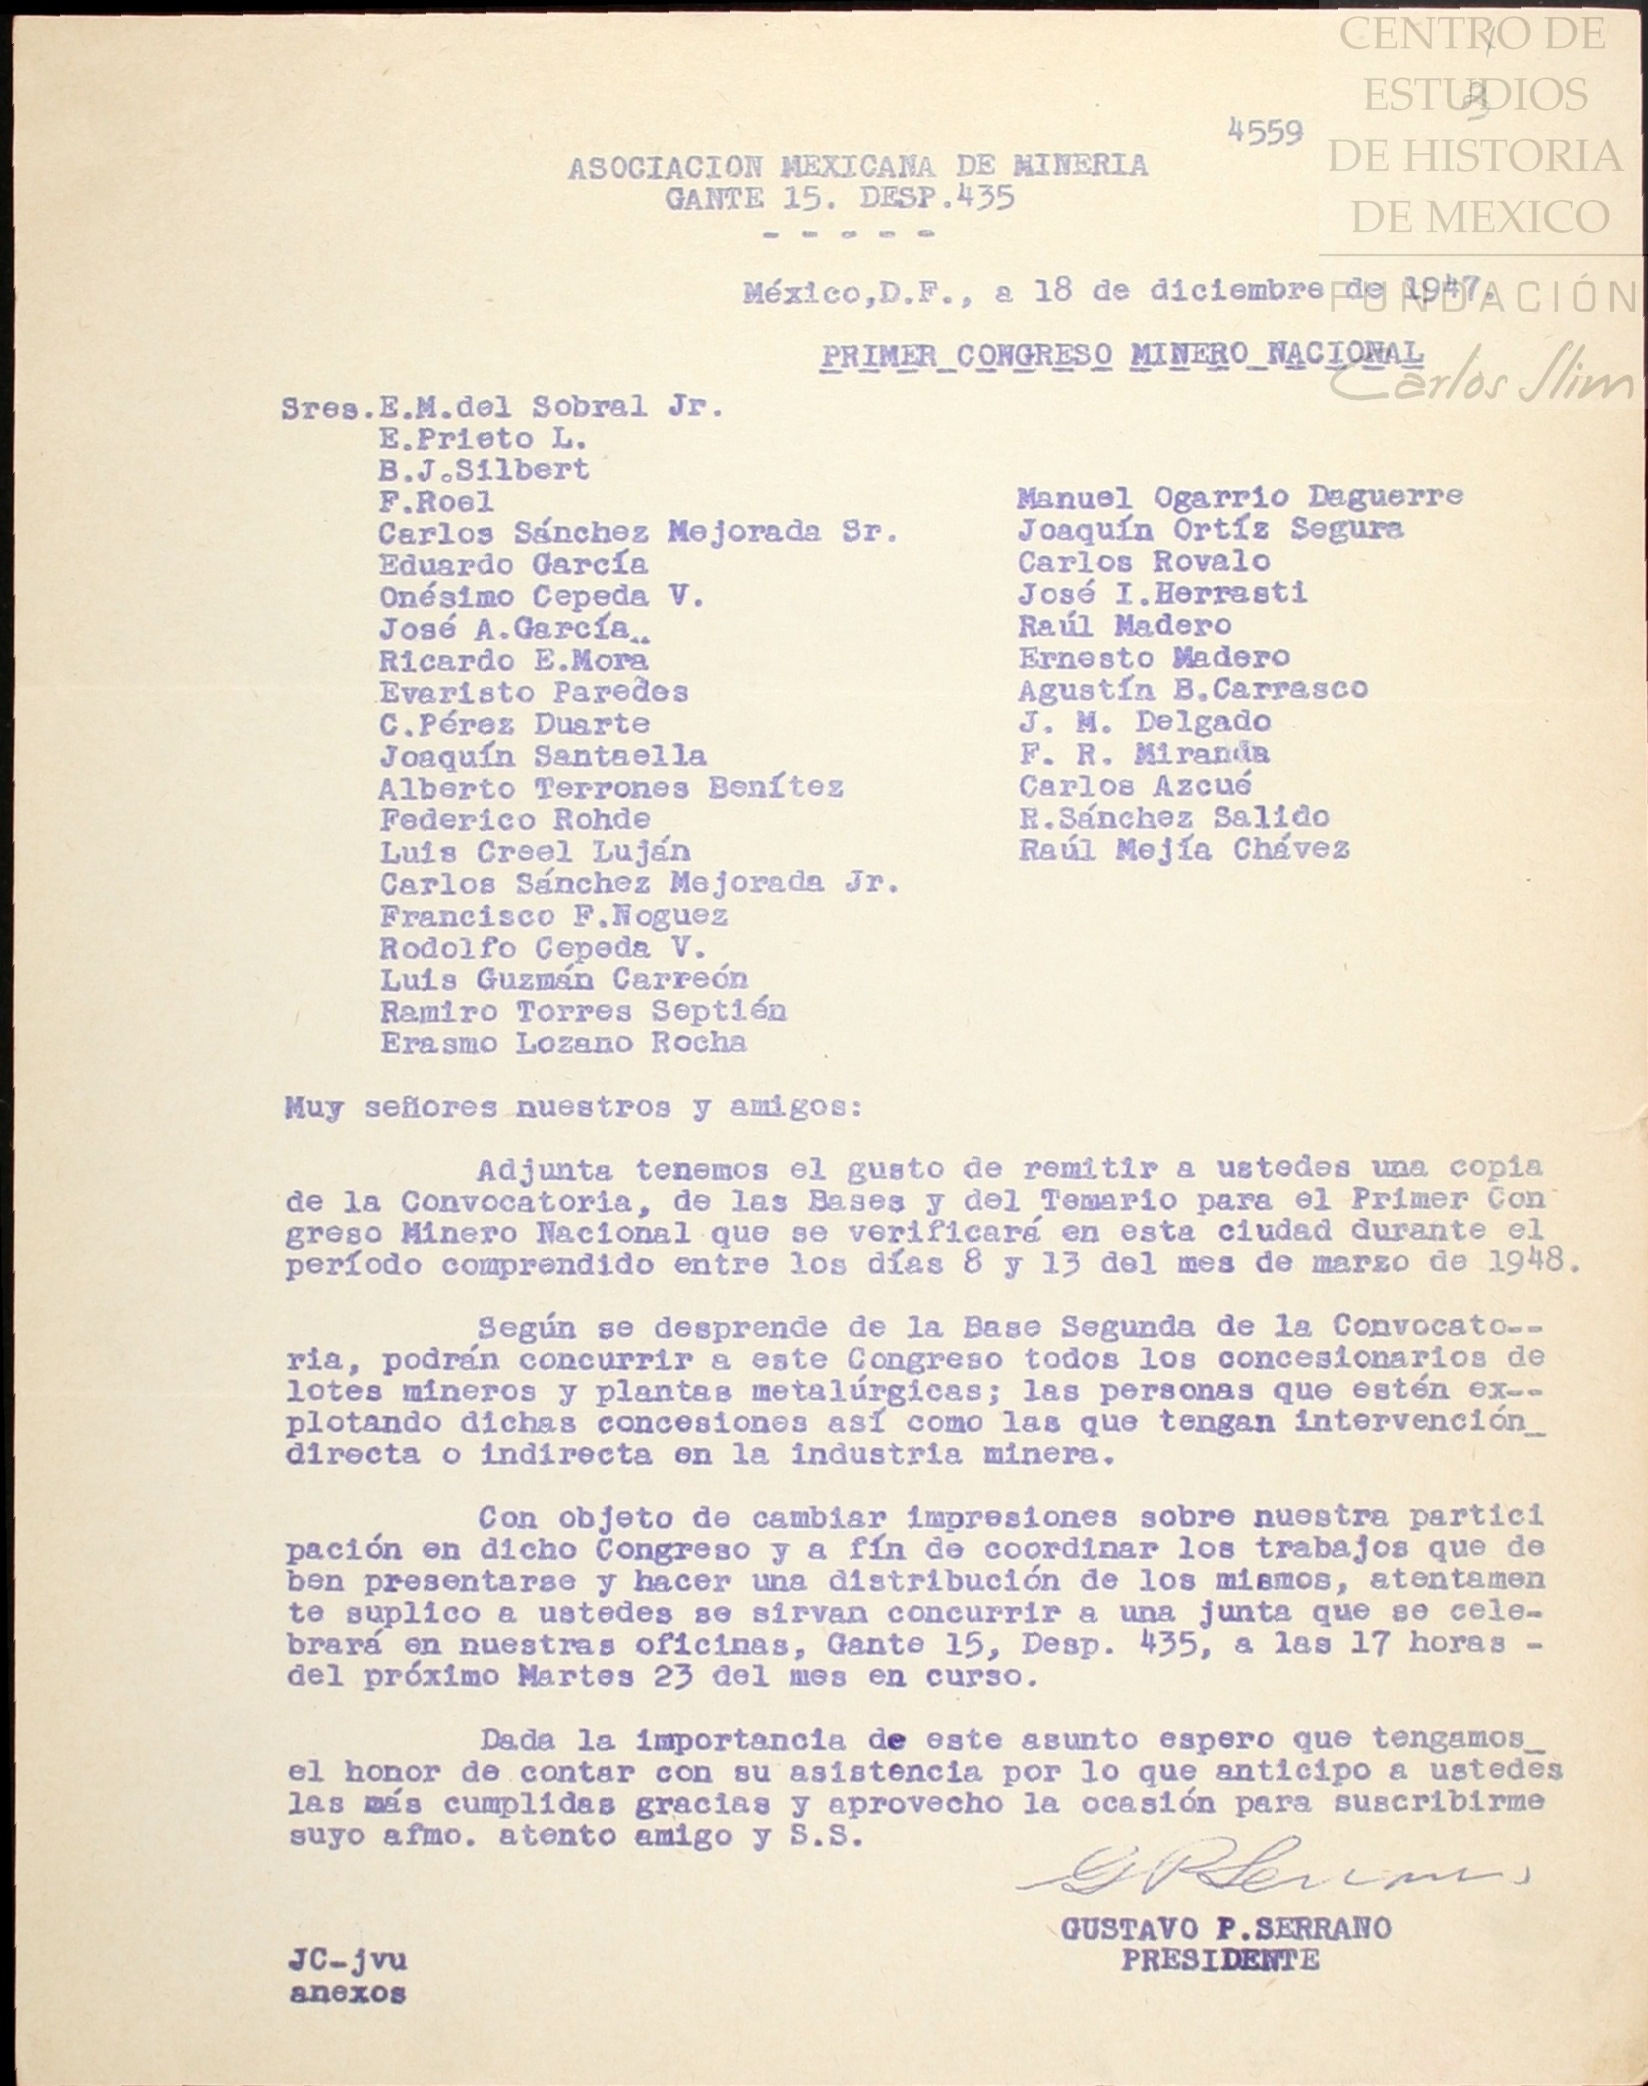 CENTRO DE
ESTUDIOS
DE HISTORIA
DE MEXICO
FUNDACIÓN
Carlos Slim
4559
ASOCIACION MEXICANA DE MINERIA
GANTE 15. DESP.435
- - - - -
México,D.F., a 18 de diciembre de 1947.
PRIMER CONGRESO MINERO NACIONAL
Sres.E.M.del Sobral Jr.
E.Prieto L.
B.J.Silbert
F.Roel
Carlos Sánchez Mejorada Sr.
Eduardo García
Onésimo Cepeda V.
José A.García
Ricardo E.Mora
Evaristo Paredes
C.Pérez Duarte
Joaquín Santaella
Alberto Terrones Benítez
Federico Rohde
Luis Creel Luján
Carlos Sánchez Mejorada Jr.
Francisco F.Noguez
Rodolfo Cepeda V.
Luis Guzmán Carreón
Ramiro Torres Septién
Erasmo Lozano Rocha
Manuel Ogarrio Daguerre
Joaquín Ortíz Segura
Carlos Rovalo
José I.Herrasti
Raúl Madero
Ernesto Madero
Agustín B.Carrasco
J. M. Delgado
F. R. Miranda
Carlos Azcué
R.Sánchez Salido
Raúl Mejía Chávez
Muy señores nuestros y amigos:
Adjunta tenemos el gusto de remitir a ustedes una copia
de la Convocatoria, de las Bases y del Temario para el Primer Con
greso Minero Nacional que se verificará en esta ciudad durante el
período comprendido entre los días 8 y 13 del mes de marzo de 1948.
Según se desprende de la Base Segunda de la Convocato--
ria, podrán concurrir a este Congreso todos los concesionarios de
lotes mineros y plantas metalúrgicas; las personas que estén ex--
plotando dichas concesiones así como las que tengan intervención_
directa o indirecta en la industria minera.
Con objeto de cambiar impresiones sobre nuestra partici
pación en dicho Congreso y a fín de coordinar los trabajos que de
ben presentarse y hacer una distribución de los mismos, atentamen
te suplico a ustedes se sirvan concurrir a una junta que se cele-
brará en nuestras oficinas, Gante 15, Desp. 435, a las 17 horas -
del próximo Martes 23 del mes en curso.
Dada la importancia de este asunto espero que tengamos_
el honor de contar con su asistencia por lo que anticipo a ustedes
las más cumplidas gracias y aprovecho la ocasión para suscribirme
suyo afmo. atento amigo y S.S.
G P Serrano
GUSTAVO P.SERRANO
PRESIDENTE
JC-jvu
anexos